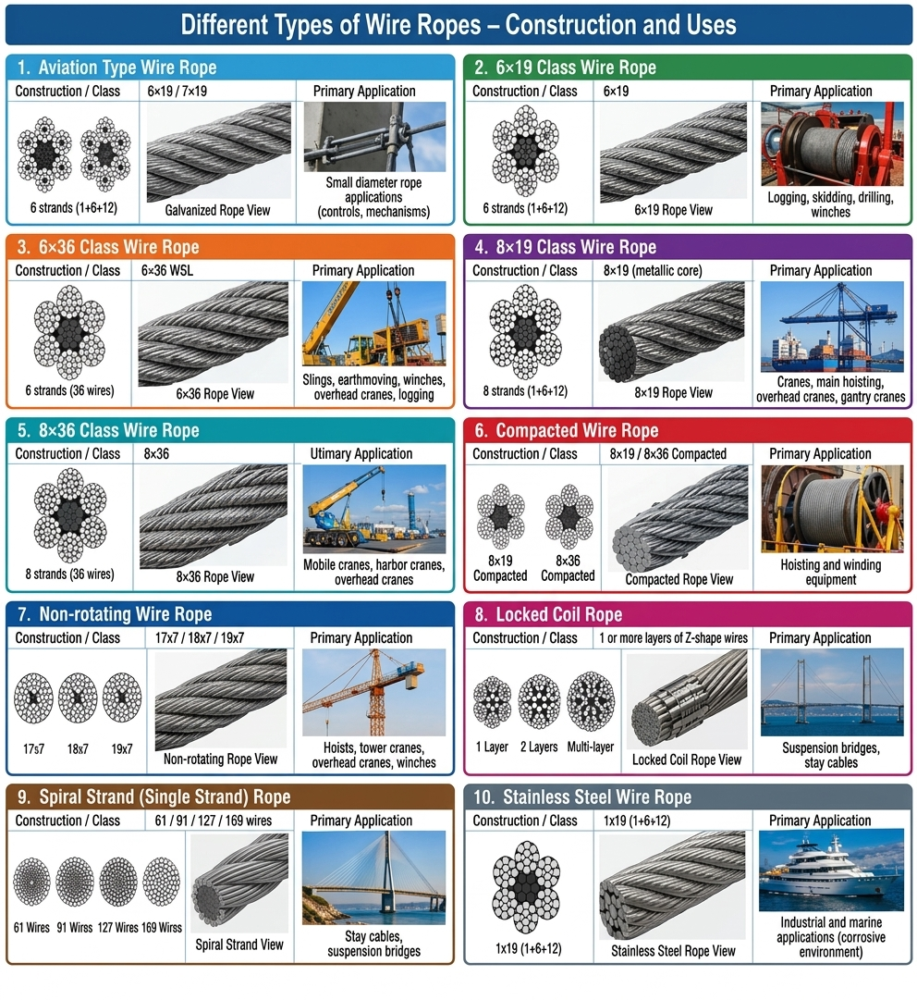 Different Types of Wire Ropes – Construction and Uses
1. Aviation Type Wire Rope
Construction / Class
6×19 / 7×19
Primary Application
6 strands (1+6+12)
Galvanized Rope View
Small diameter rope
applications
(controls, mechanisms)
2. 6×19 Class Wire Rope
Construction / Class
6×19
Primary Application
6 strands (1+6+12)
6×19 Rope View
Logging, skidding, drilling,
winches
3. 6×36 Class Wire Rope
Construction / Class
6×36 WSL
Primary Application
6 strands (36 wires)
6×36 Rope View
Slings, earthmoving, winches,
overhead cranes, logging
4. 8×19 Class Wire Rope
Construction / Class
8×19 (metallic core)
Primary Application
8 strands (1+6+12)
8×19 Rope View
Cranes, main hoisting,
overhead cranes, gantry cranes
5. 8×36 Class Wire Rope
Construction / Class
8×36
Utimary Application
8 strands (36 wires)
8×36 Rope View
Mobile cranes, harbor cranes,
overhead cranes
6. Compacted Wire Rope
Construction / Class
8×19 / 8×36 Compacted
Primary Application
8×19
Compacted
8×36
Compacted
Compacted Rope View
Hoisting and winding
equipment
7. Non-rotating Wire Rope
Construction / Class
17x7 / 18x7 / 19x7
Primary Application
17s7
18x7
19x7
Non-rotating Rope View
Hoists, tower cranes,
overhead cranes, winches
8. Locked Coil Rope
Construction / Class
1 or more layers of Z-shape wires
Primary Application
1 Layer
2 Layers
Multi-layer
Locked Coil Rope View
Suspension bridges,
stay cables
9. Spiral Strand (Single Strand) Rope
Construction / Class
61 / 91 / 127 / 169 wires
Primary Application
61 Wires
91 Wires
127 Wires
169 Wires
Spiral Strand View
Stay cables,
suspension bridges
10. Stainless Steel Wire Rope
Construction / Class
1x19 (1+6+12)
Primary Application
1x19 (1+6+12)
Stainless Steel Rope View
Industrial and marine
applications (corrosive
environment)